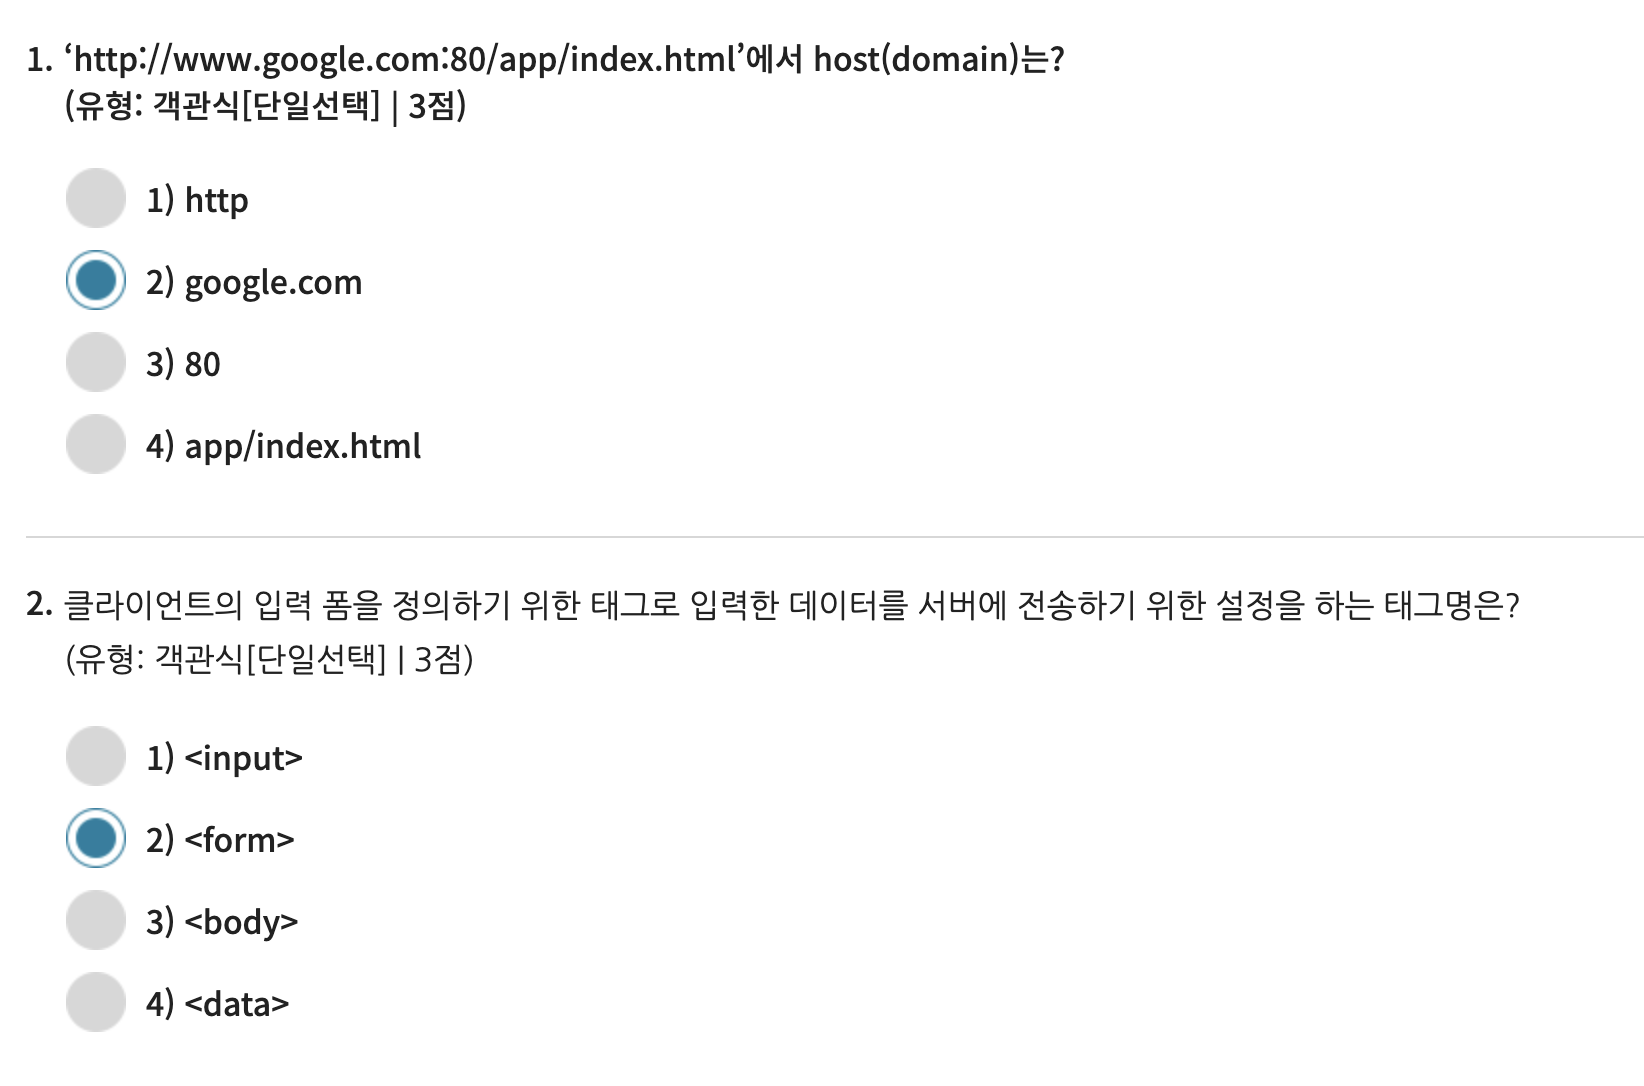 1. ‘http://www.google.com:80/app/index.html’에서 host(domain)는?
(유형: 객관식[단일선택] | 3점)
1) http
2) google.com
3) 80
4) app/index.html
2. 클라이언트의 입력 폼을 정의하기 위한 태그로 입력한 데이터를 서버에 전송하기 위한 설정을 하는 태그명은?
(유형: 객관식[단일선택] | 3점)
1) <input>
2) <form>
3) <body>
4) <data>